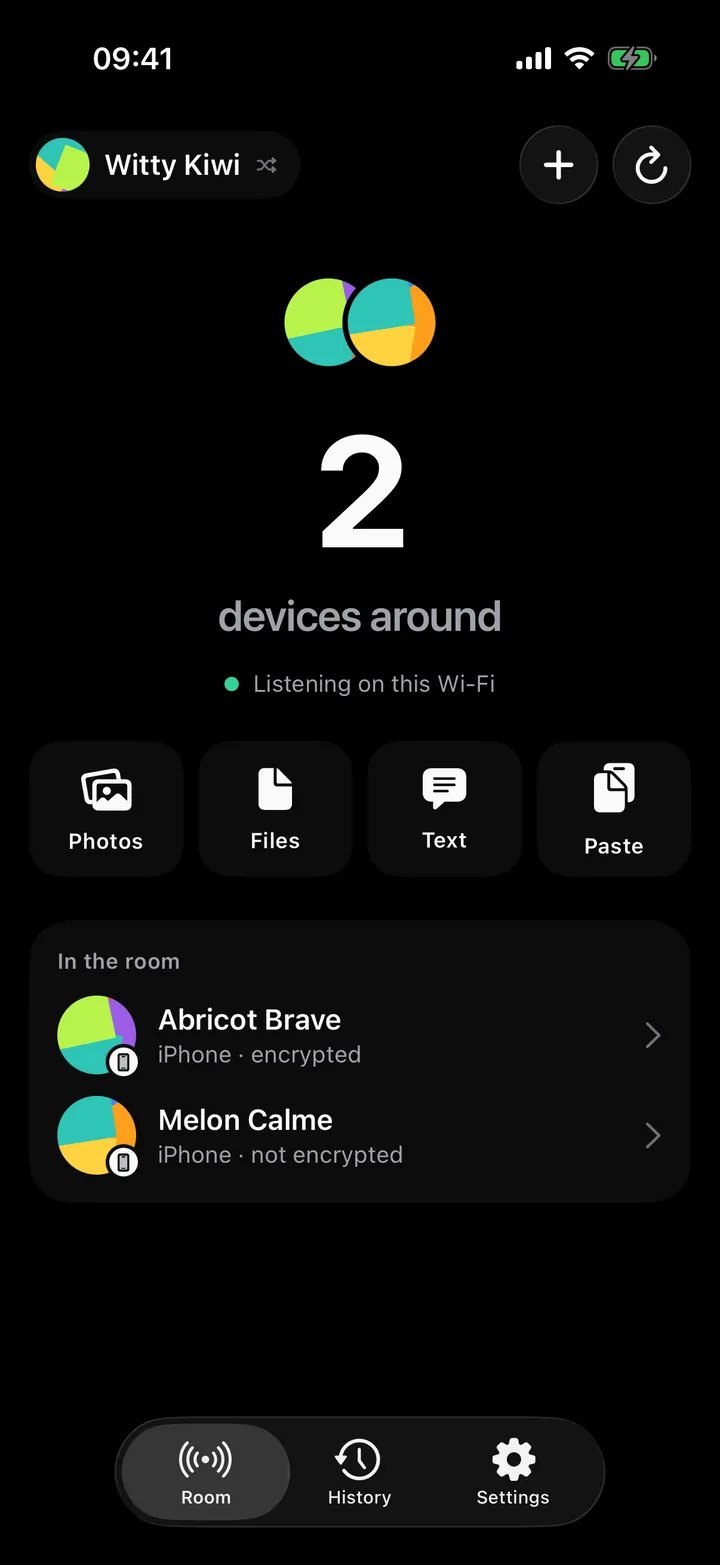 09:41
Witty Kiwi
2
devices around
Listening on this Wi-Fi
Photos
Files
Text
Paste
In the room
Abricot Brave
iPhone · encrypted
Melon Calme
iPhone · not encrypted
Room
History
Settings